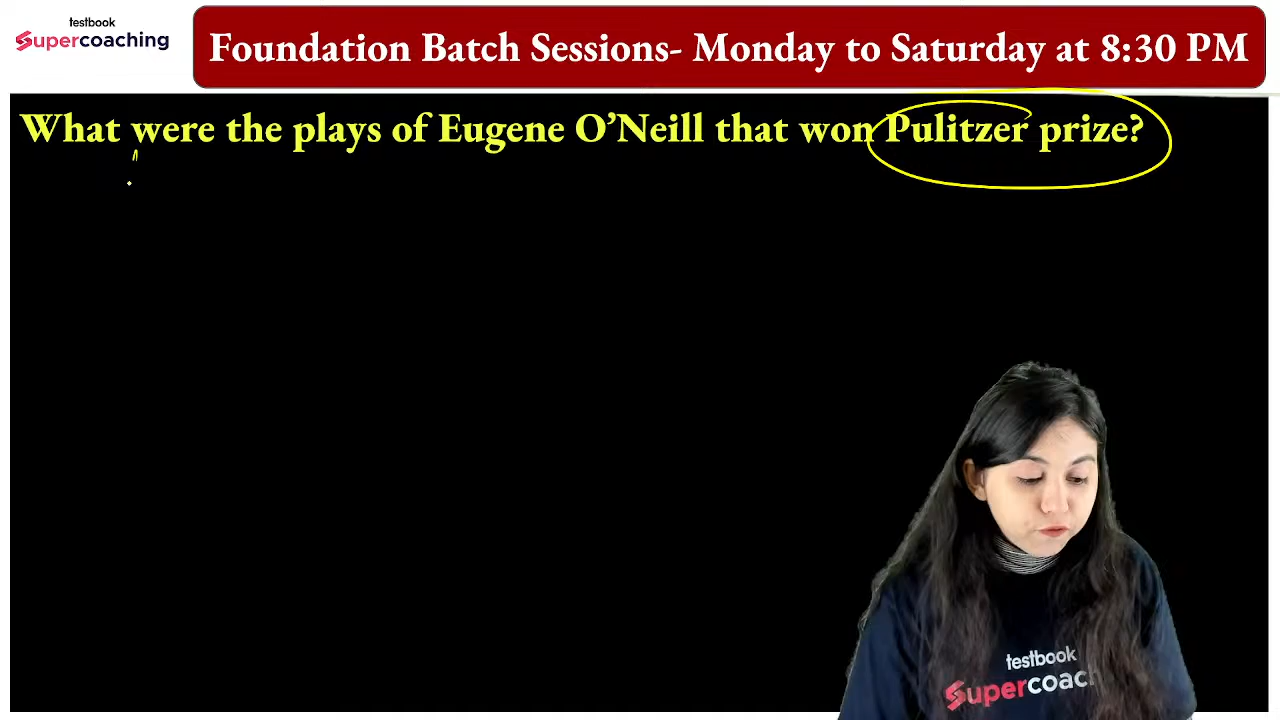 testbook
Supercoaching
Foundation Batch Sessions- Monday to Saturday at 8:30 PM
What were the plays of Eugene O’Neill that won Pulitzer prize?
testbook
Supercoach